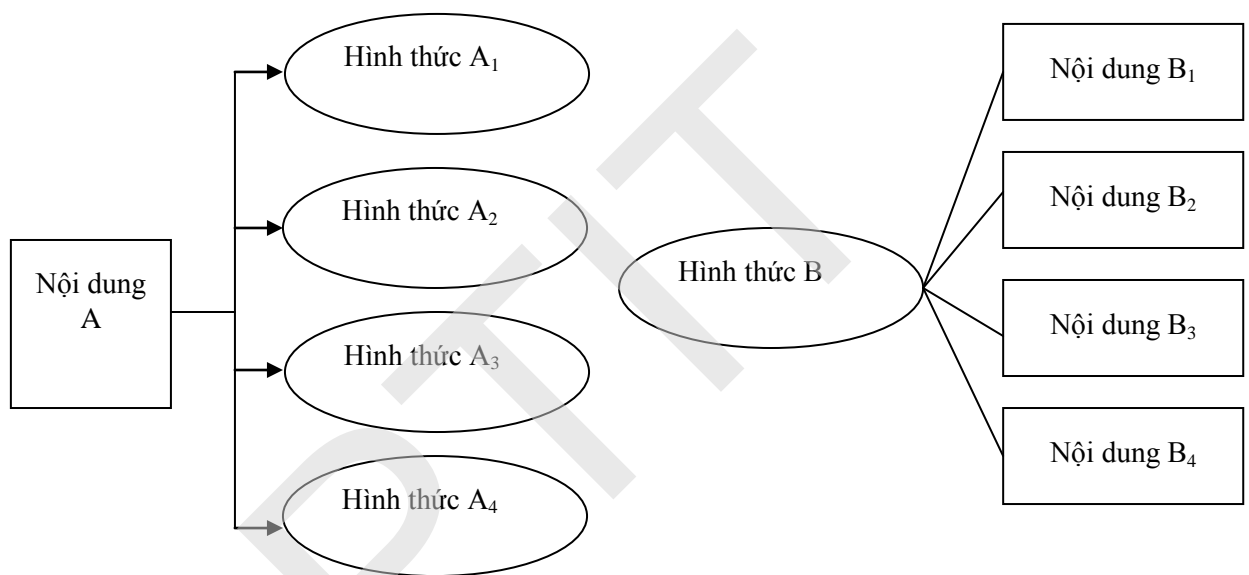 Hình thức A₁
Hình thức A₂
Hình thức A₃
Hình thức A₄
Nội dung
A
Hình thức B
Nội dung B₁
Nội dung B₂
Nội dung B₃
Nội dung B₄
PTIT